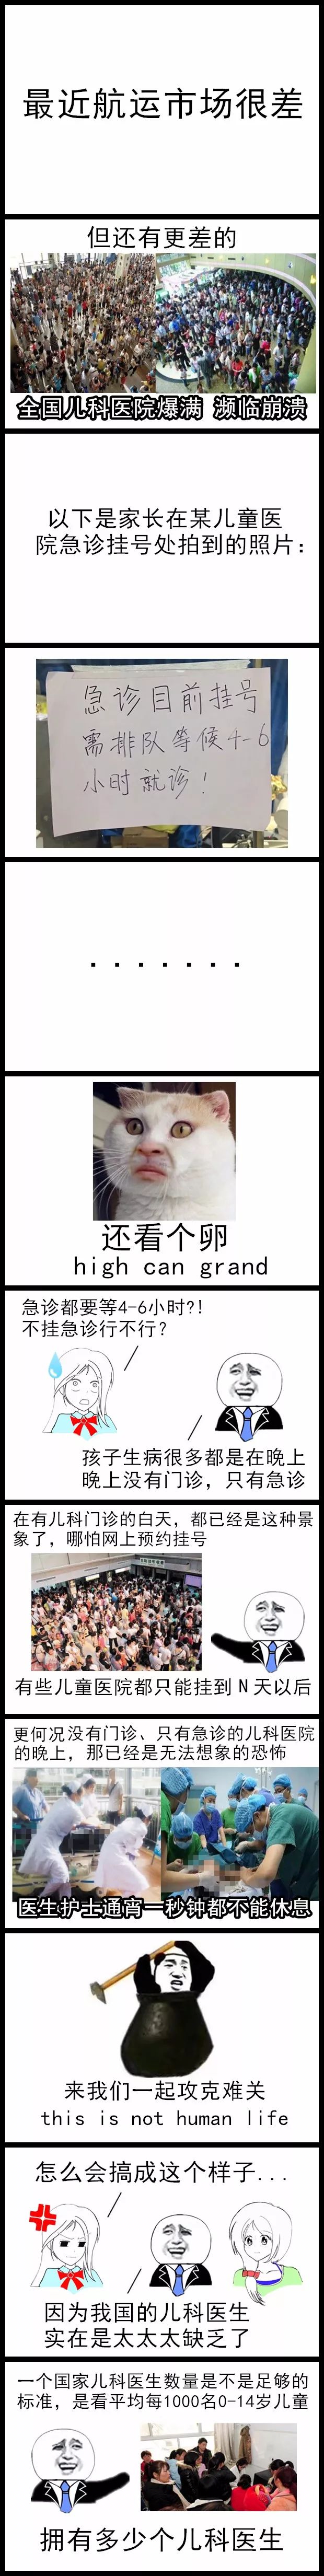 最近航运市场很差
但还有更差的
全国儿科医院爆满 濒临崩溃
以下是家长在某儿童医
院急诊挂号处拍到的照片：
急诊目前挂号
需排队等候4-6
小时就诊！
.......
还看个卵
high can grand
急诊都要等4-6小时?!
不挂急诊行不行?
孩子生病很多都是在晚上
晚上没有门诊，只有急诊
在有儿科门诊的白天，都已经是这种景
象了，哪怕网上预约挂号
有些儿童医院都只能挂到 N 天以后
更何况没有门诊、只有急诊的儿科医院
的晚上，那已经是无法想象的恐怖
医生护士通宵一秒钟都不能休息
来我们一起攻克难关
this is not human life
怎么会搞成这个样子...
因为我国的儿科医生
实在是太太太缺乏了
一个国家儿科医生数量是不是足够的
标准，是看平均每1000名0-14岁儿童
拥有多少个儿科医生